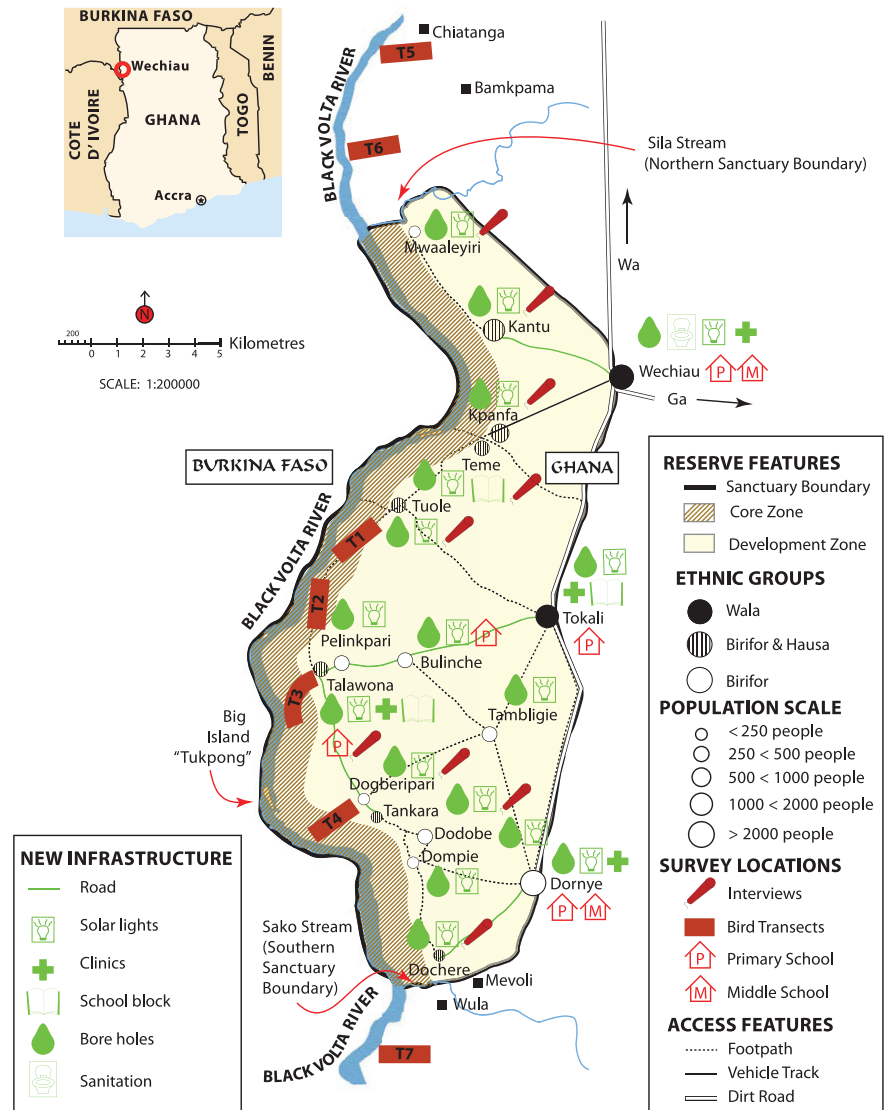 BURKINA FASO
Wechiau
COTE
D' IVOIRE
GHANA
TOGO
BENIN
Accra
N
200
0 1 2 3 4 5 Kilometres
SCALE: 1:200000
BLACK VOLTA RIVER
T5
Chiatanga
Bamkpama
T6
Sila Stream
(Northern Sanctuary Boundary)
Wa
Mwaaleyiri
Kantu
Wechiau
P M
Ga
Kpanfa
Teme
BURKINA FASO
GHANA
Tuole
BLACK VOLTA RIVER
T1
T2
Tokali
P
Pelinkpari
P
Bulinche
Talawona
T3
Tambligie
P
Big
Island
"Tukpong"
Dogberipari
Tankara
T4
Dodobe
Dompie
Dornye
P M
Sako Stream
(Southern
Sanctuary
Boundary)
Dochere
Mevoli
Wula
BLACK VOLTA RIVER
T7
NEW INFRASTRUCTURE
Road
Solar lights
Clinics
School block
Bore holes
Sanitation
RESERVE FEATURES
Sanctuary Boundary
Core Zone
Development Zone
ETHNIC GROUPS
Wala
Birifor & Hausa
Birifor
POPULATION SCALE
< 250 people
250 < 500 people
500 < 1000 people
1000 < 2000 people
> 2000 people
SURVEY LOCATIONS
Interviews
Bird Transects
P Primary School
M Middle School
ACCESS FEATURES
Footpath
Vehicle Track
Dirt Road